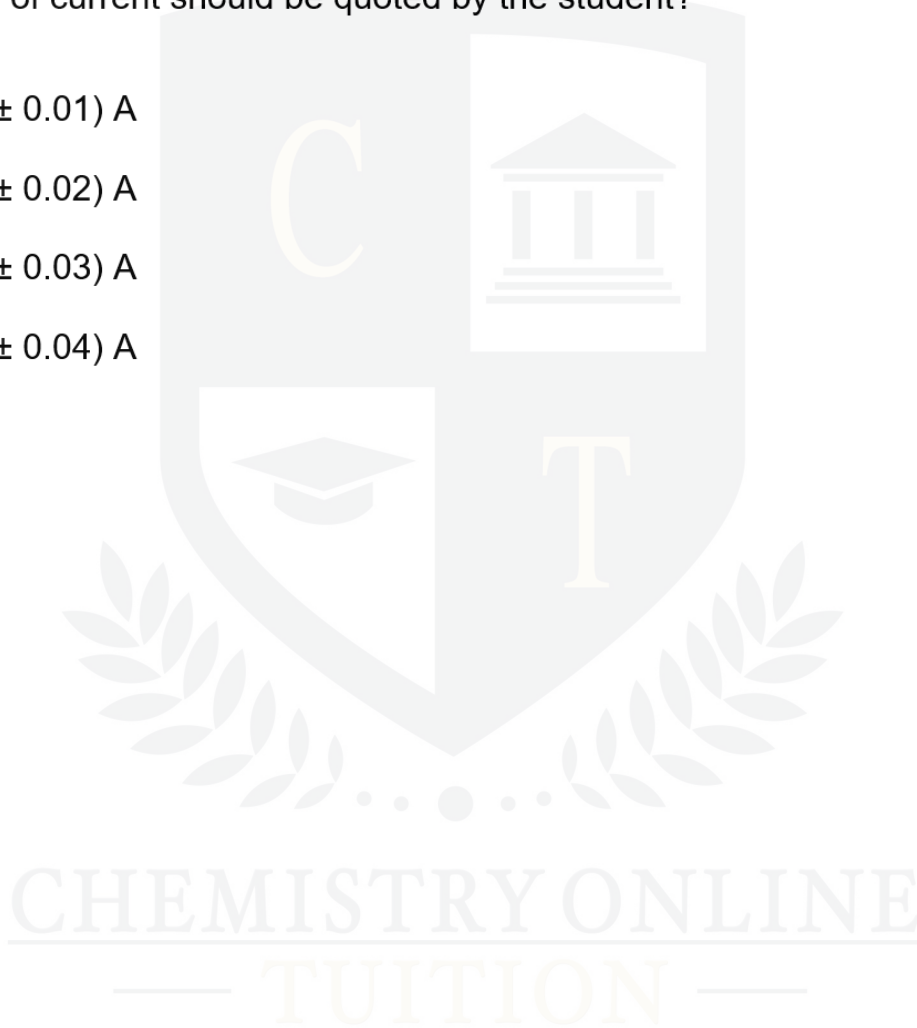 of current should be quoted by the student?
± 0.01) A
± 0.02) A
± 0.03) A
± 0.04) A
C
T
CHEMISTRY ONLINE
TUITION